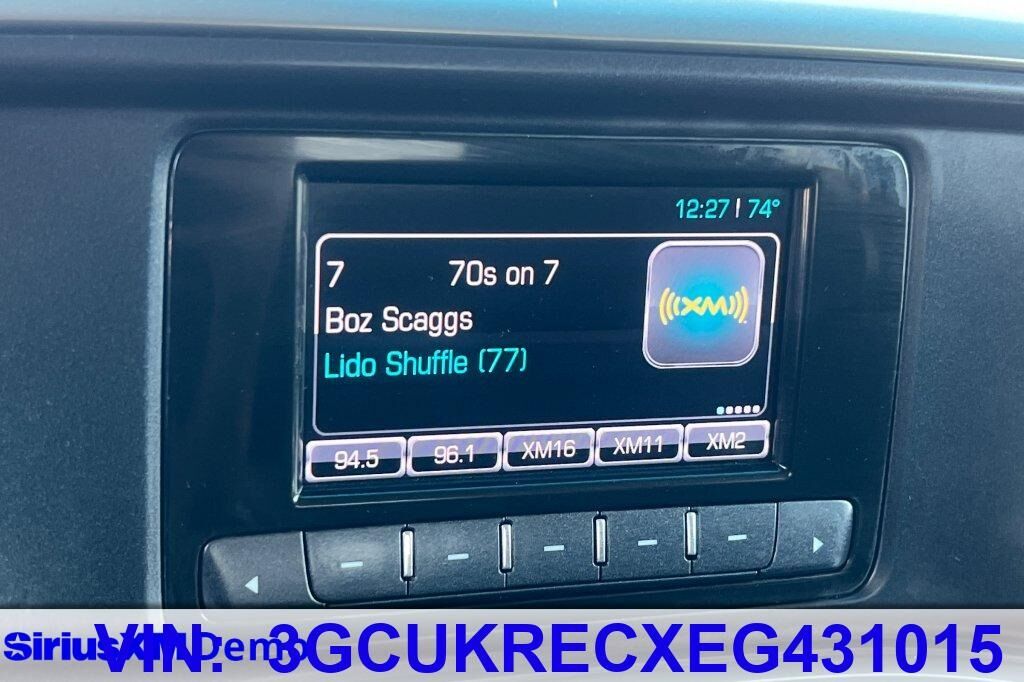 12:27 | 74°
7 70s on 7
Boz Scaggs
Lido Shuffle (77)
((XM))
94.5 96.1 XM16 XM11 XM2
SiriusXM Demo
VIN: 3GCUKRECXEG431015